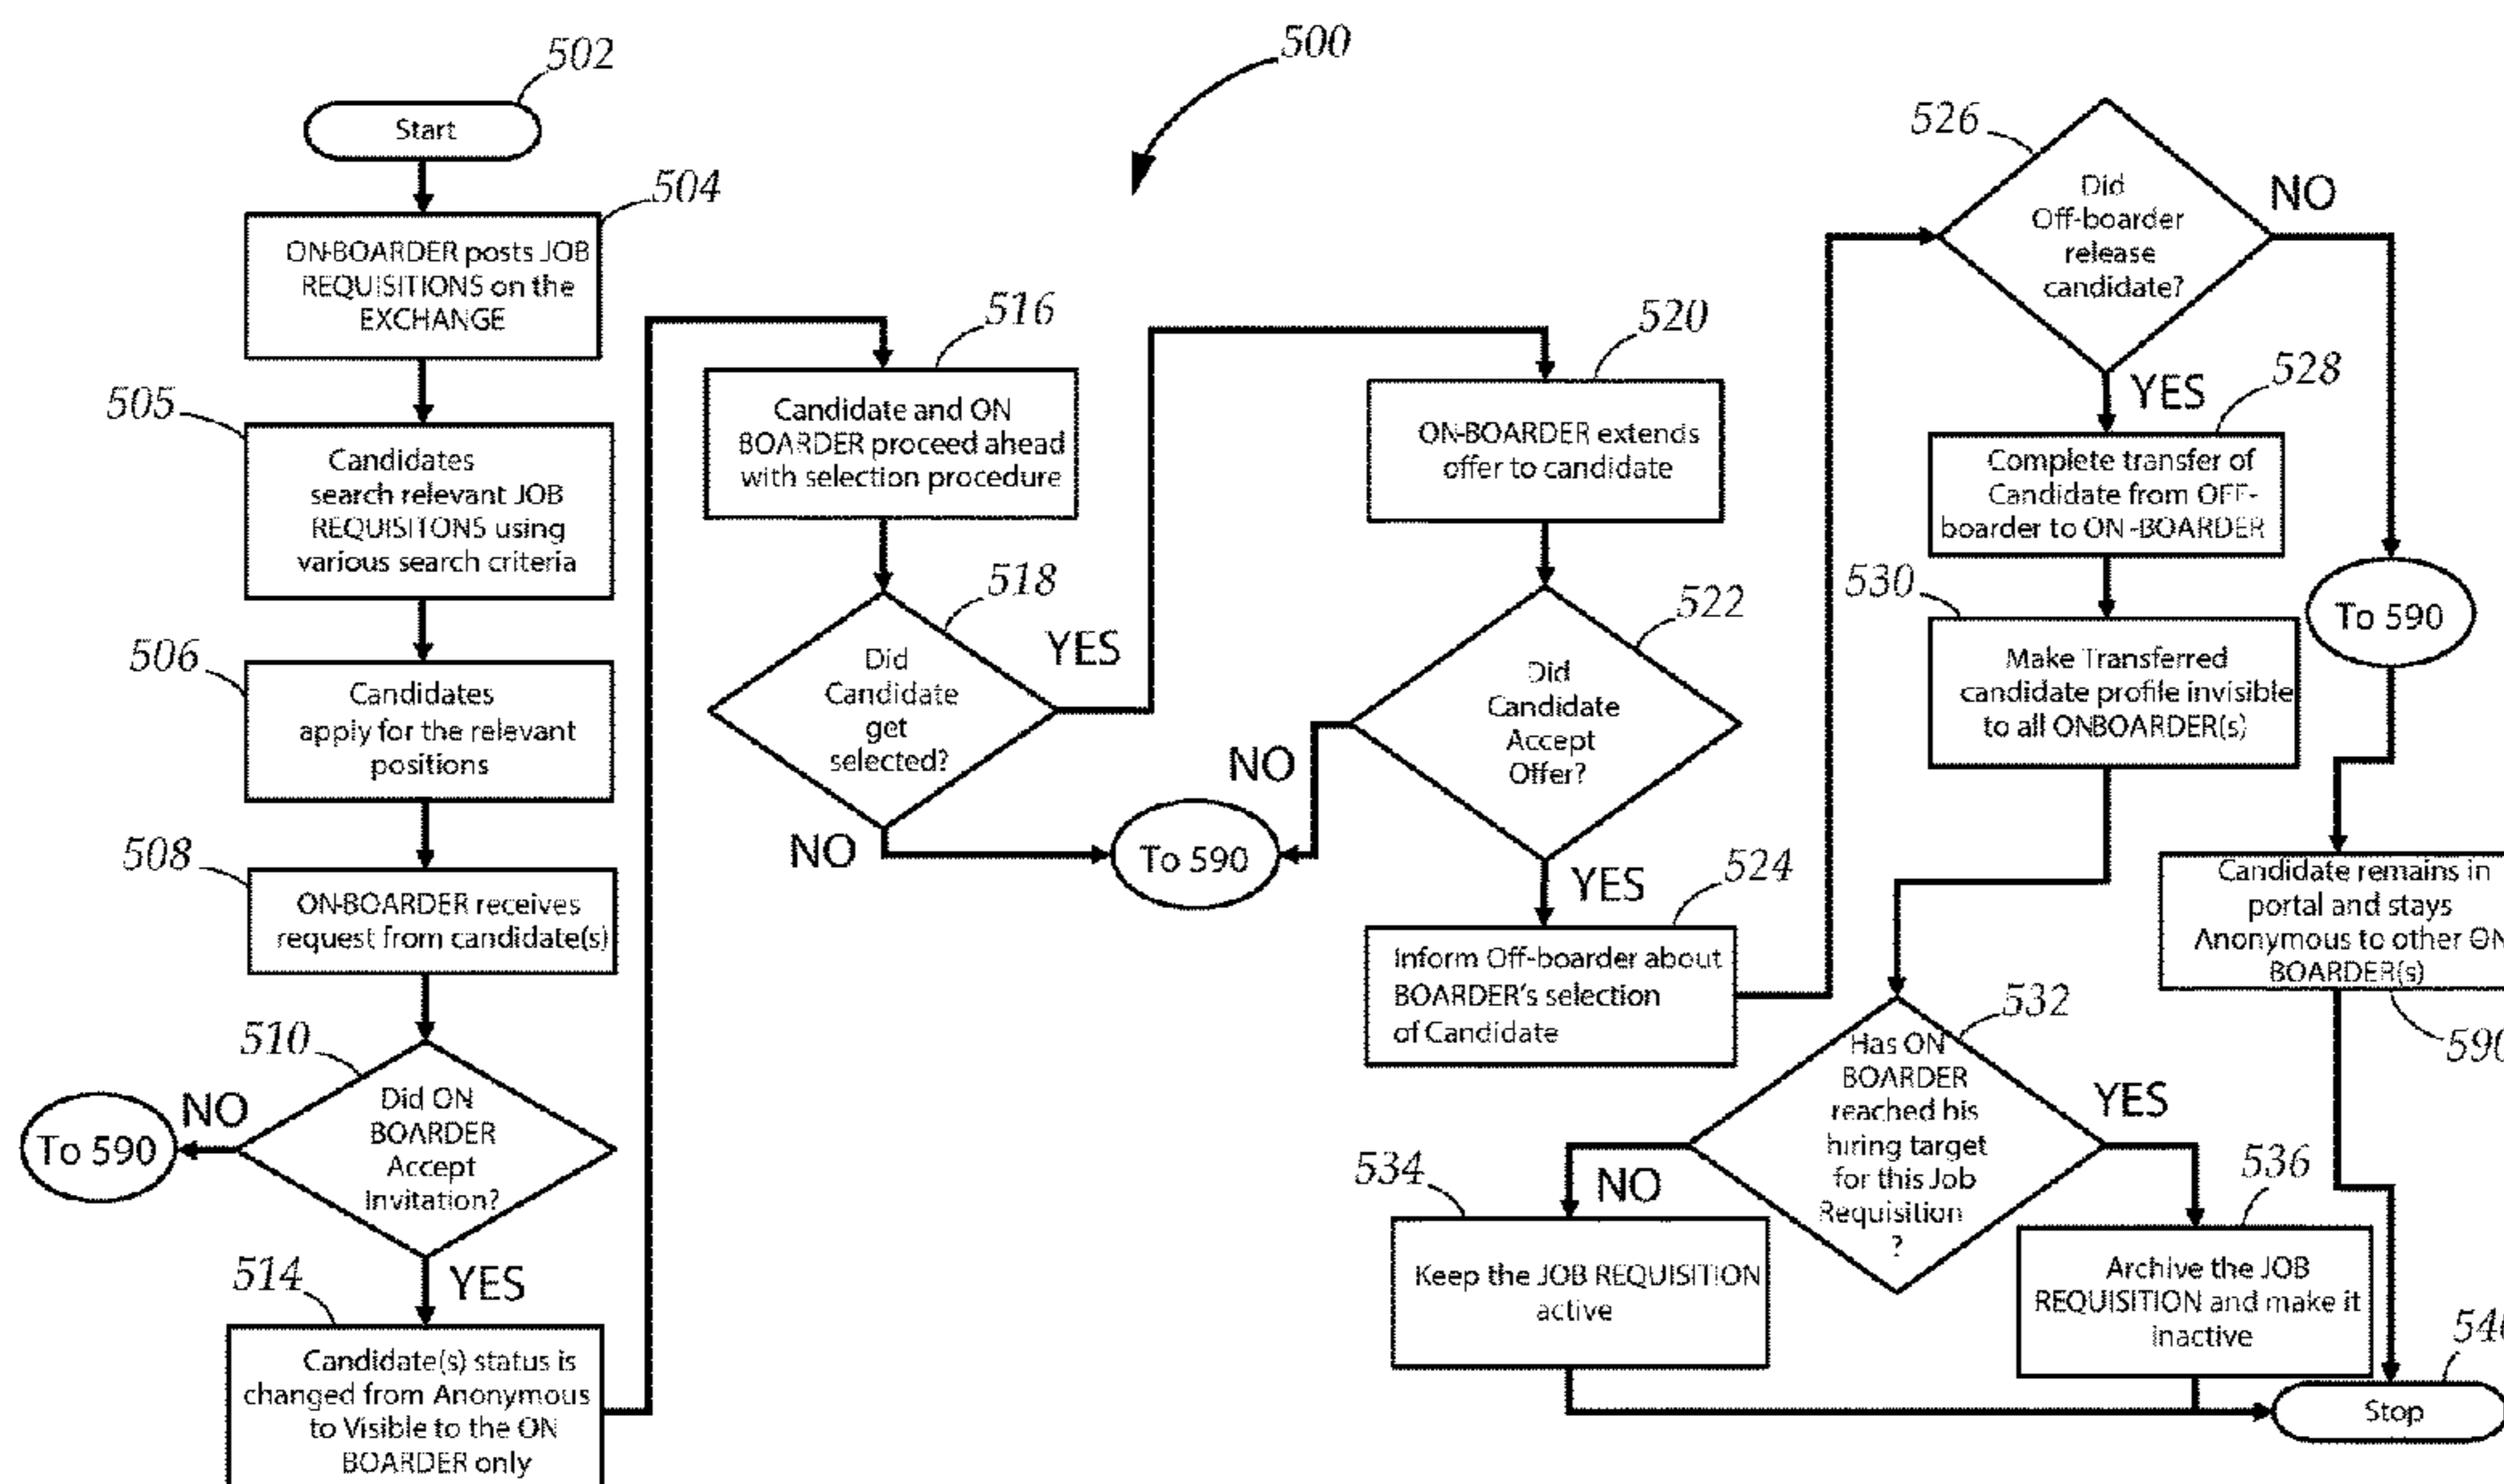 500
502
Start
504
ON-BOARDER posts JOB
REQUISITIONS on the
EXCHANGE
505
Candidates
search relevant JOB
REQUISITONS using
various search criteria
506
Candidates
apply for the relevant
positions
508
ON-BOARDER receives
request from candidate(s)
510
Did ON
BOARDER
Accept
Invitation?
NO
To 590
YES
514
Candidate(s) status is
changed from Anonymous
to Visible to the ON
BOARDER only
516
Candidate and ON
BOARDER proceed ahead
with selection procedure
518
Did
Candidate
get
selected?
YES
NO
To 590
520
ON-BOARDER extends
offer to candidate
522
Did
Candidate
Accept
Offer?
NO
YES
524
Inform Off-boarder about
BOARDER's selection
of Candidate
526
Did
Off-boarder
release
candidate?
NO
YES
528
Complete transfer of
Candidate from OFF-
boarder to ON-BOARDER
530
Make Transferred
candidate profile invisible
to all ONBOARDER(s)
To 590
Candidate remains in
portal and stays
Anonymous to other ON
BOARDER(s)
590
532
Has ON
BOARDER
reached his
hiring target
for this Job
Requisition
?
NO
YES
534
Keep the JOB REQUISITION
active
536
Archive the JOB
REQUISITION and make it
inactive
Stop